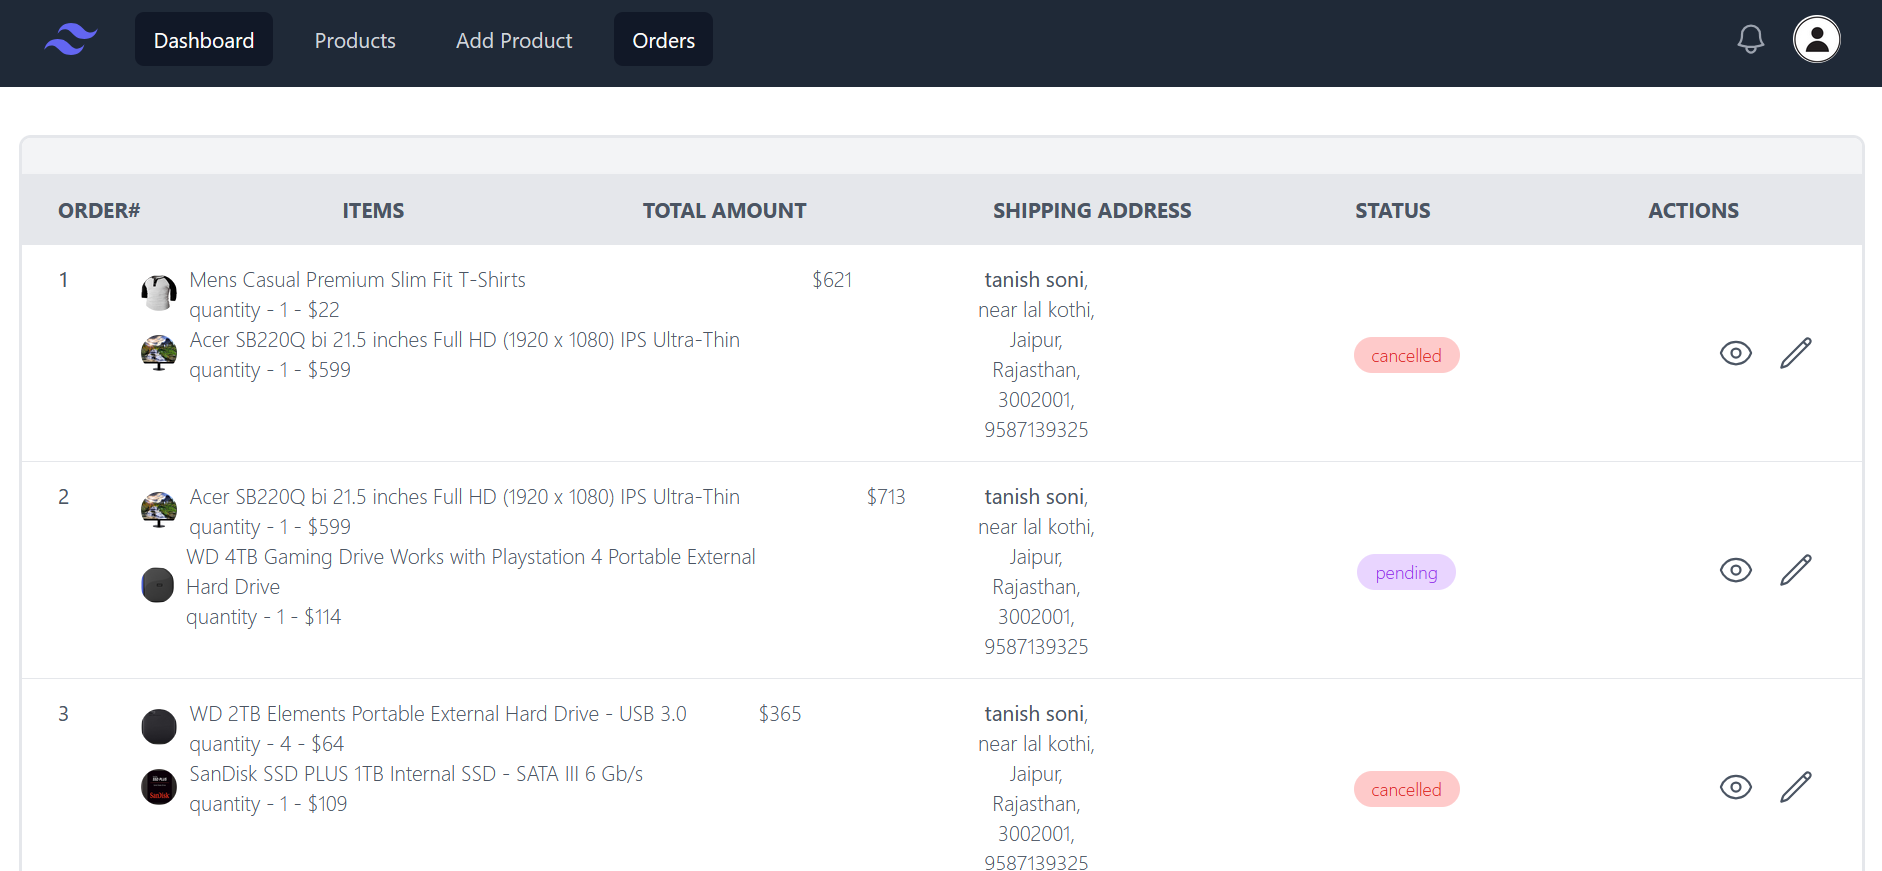 Dashboard Products Add Product Orders
ORDER# ITEMS TOTAL AMOUNT SHIPPING ADDRESS STATUS ACTIONS
1 Mens Casual Premium Slim Fit T-Shirts $621 tanish soni,
quantity - 1 - $22 near lal kothi,
Acer SB220Q bi 21.5 inches Full HD (1920 x 1080) IPS Ultra-Thin Jaipur,
cancelled
quantity - 1 - $599 Rajasthan,
3002001,
9587139325
2 Acer SB220Q bi 21.5 inches Full HD (1920 x 1080) IPS Ultra-Thin $713 tanish soni,
quantity - 1 - $599 near lal kothi,
WD 4TB Gaming Drive Works with Playstation 4 Portable External Jaipur,
pending
Hard Drive Rajasthan,
quantity - 1 - $114 3002001,
9587139325
3 WD 2TB Elements Portable External Hard Drive - USB 3.0 $365 tanish soni,
quantity - 4 - $64 near lal kothi,
SanDisk SSD PLUS 1TB Internal SSD - SATA III 6 Gb/s Jaipur,
cancelled
quantity - 1 - $109 Rajasthan,
3002001,
9587139325